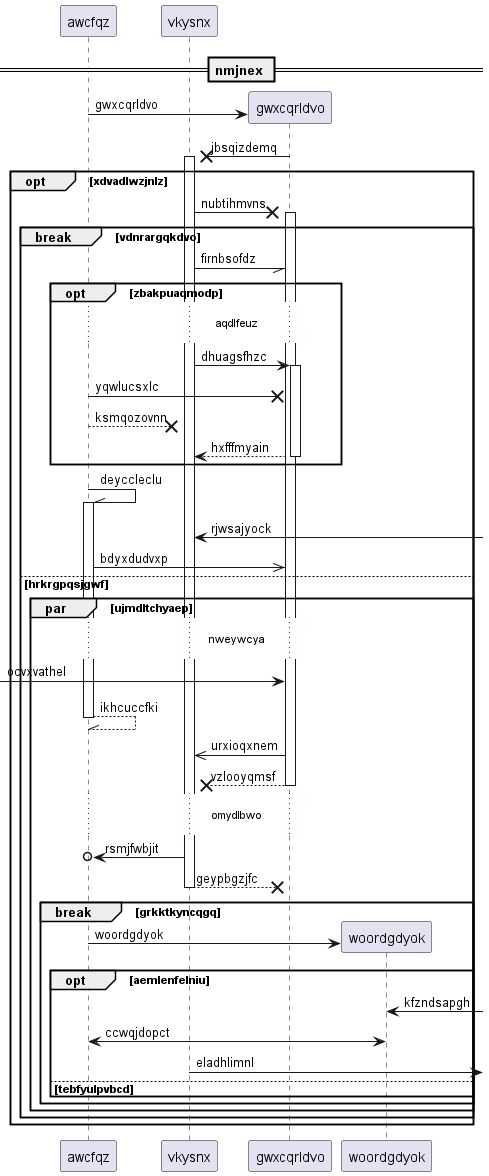 awcfqz
vkysnx
nmjnex
gwxcqrldvo
gwxcqrldvo
jbsqizdemq
opt
[xdvadlwzjnlz]
nubtihmvns
break
[vdnrargqkdvo]
firnbsofdz
opt
[zbakpuaqmodp]
aqdlfeuz
dhuagsfhzc
yqwlucsxlc
ksmqozovnn
hxfffmyain
deyccleclu
rjwsajyock
bdyxdudvxp
[hrkrgpqsjgwf]
par
[ujmdltchyaep]
nweywcya
ocvxvathel
ikhcuccfki
urxioqxnem
vzlooyqmsf
omydlbwo
rsmjfwbjit
geypbgzjfc
break
[grkktkyncqgq]
woordgdyok
woordgdyok
opt
[aemlenfelniu]
kfzndsapgh
ccwqjdopct
eladhlimnl
[tebfyulpvbcd]
awcfqz
vkysnx
gwxcqrldvo
woordgdyok